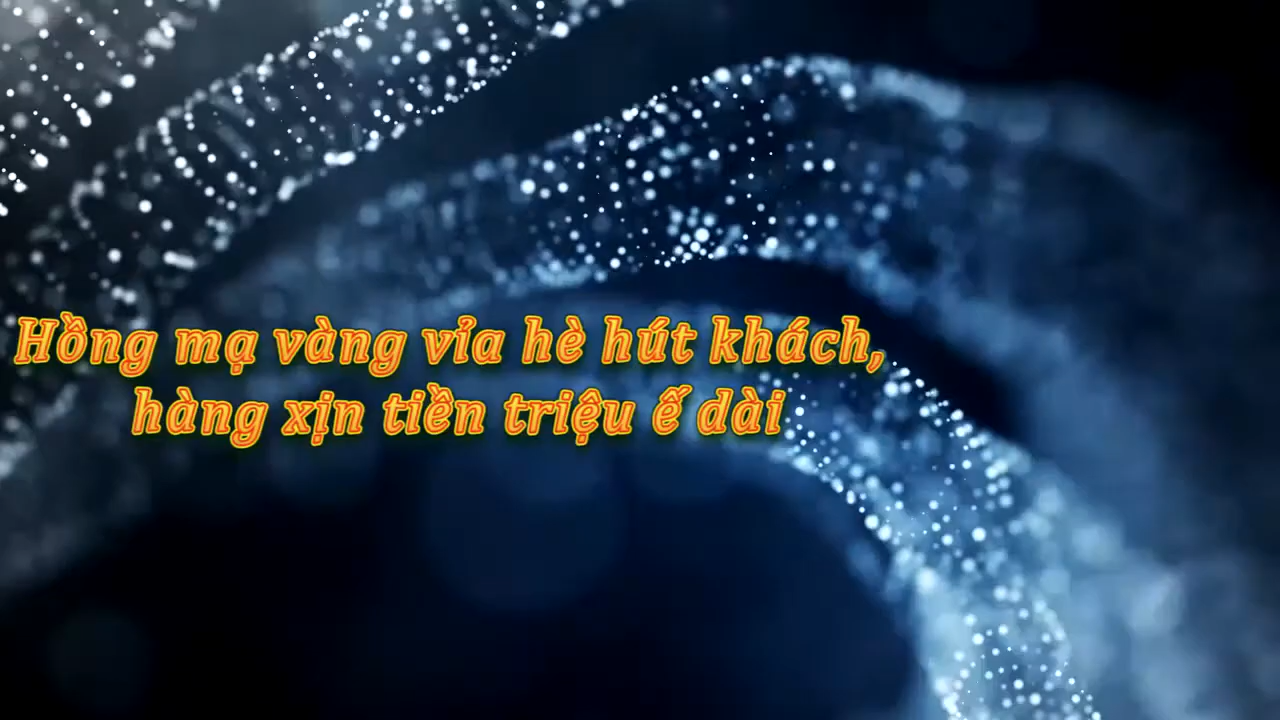 Hồng mạ vàng vỉa hè hút khách,
hàng xịn tiền triệu ế dài